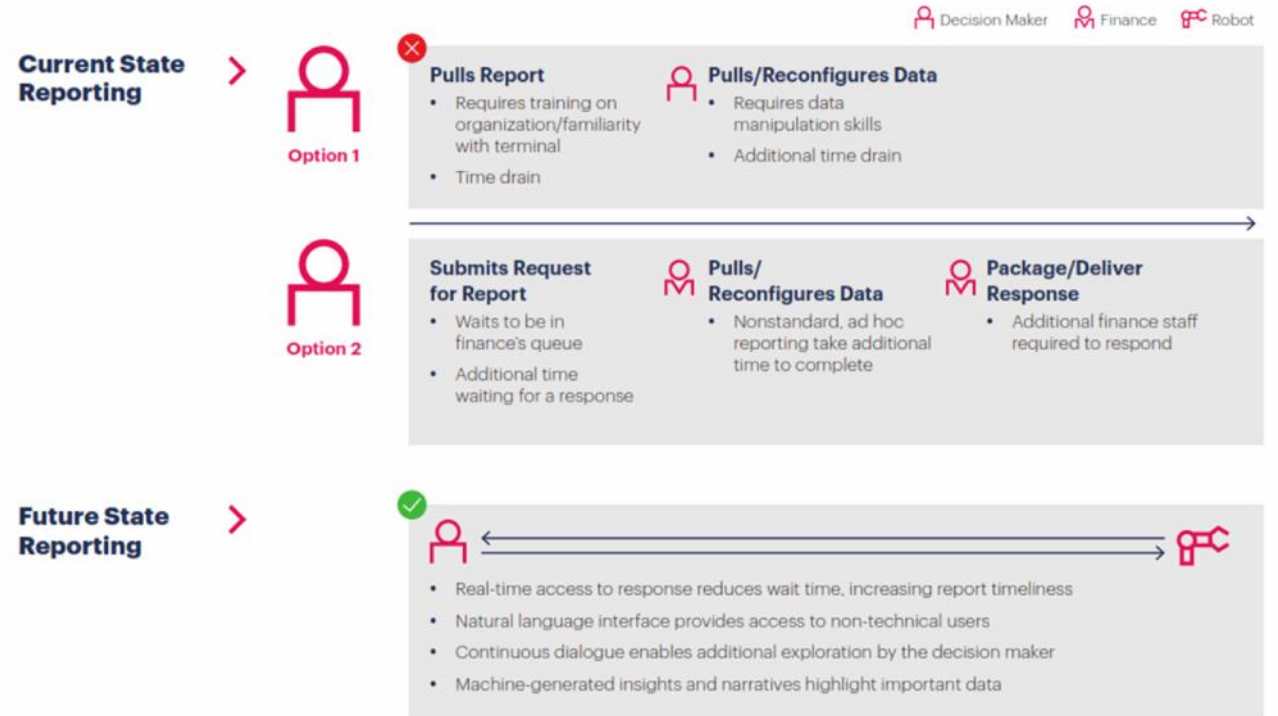 Decision Maker Finance Robot
Current State
Reporting
Option 1
Pulls Report
• Requires training on
organization/familiarity
with terminal
• Time drain
Pulls/Reconfigures Data
• Requires data
manipulation skills
• Additional time drain
Option 2
Submits Request
for Report
• Waits to be in
finance's queue
• Additional time
waiting for a response
Pulls/
Reconfigures Data
• Nonstandard, ad hoc
reporting take additional
time to complete
Package/Deliver
Response
• Additional finance staff
required to respond
Future State
Reporting
• Real-time access to response reduces wait time, increasing report timeliness
• Natural language interface provides access to non-technical users
• Continuous dialogue enables additional exploration by the decision maker
• Machine-generated insights and narratives highlight important data